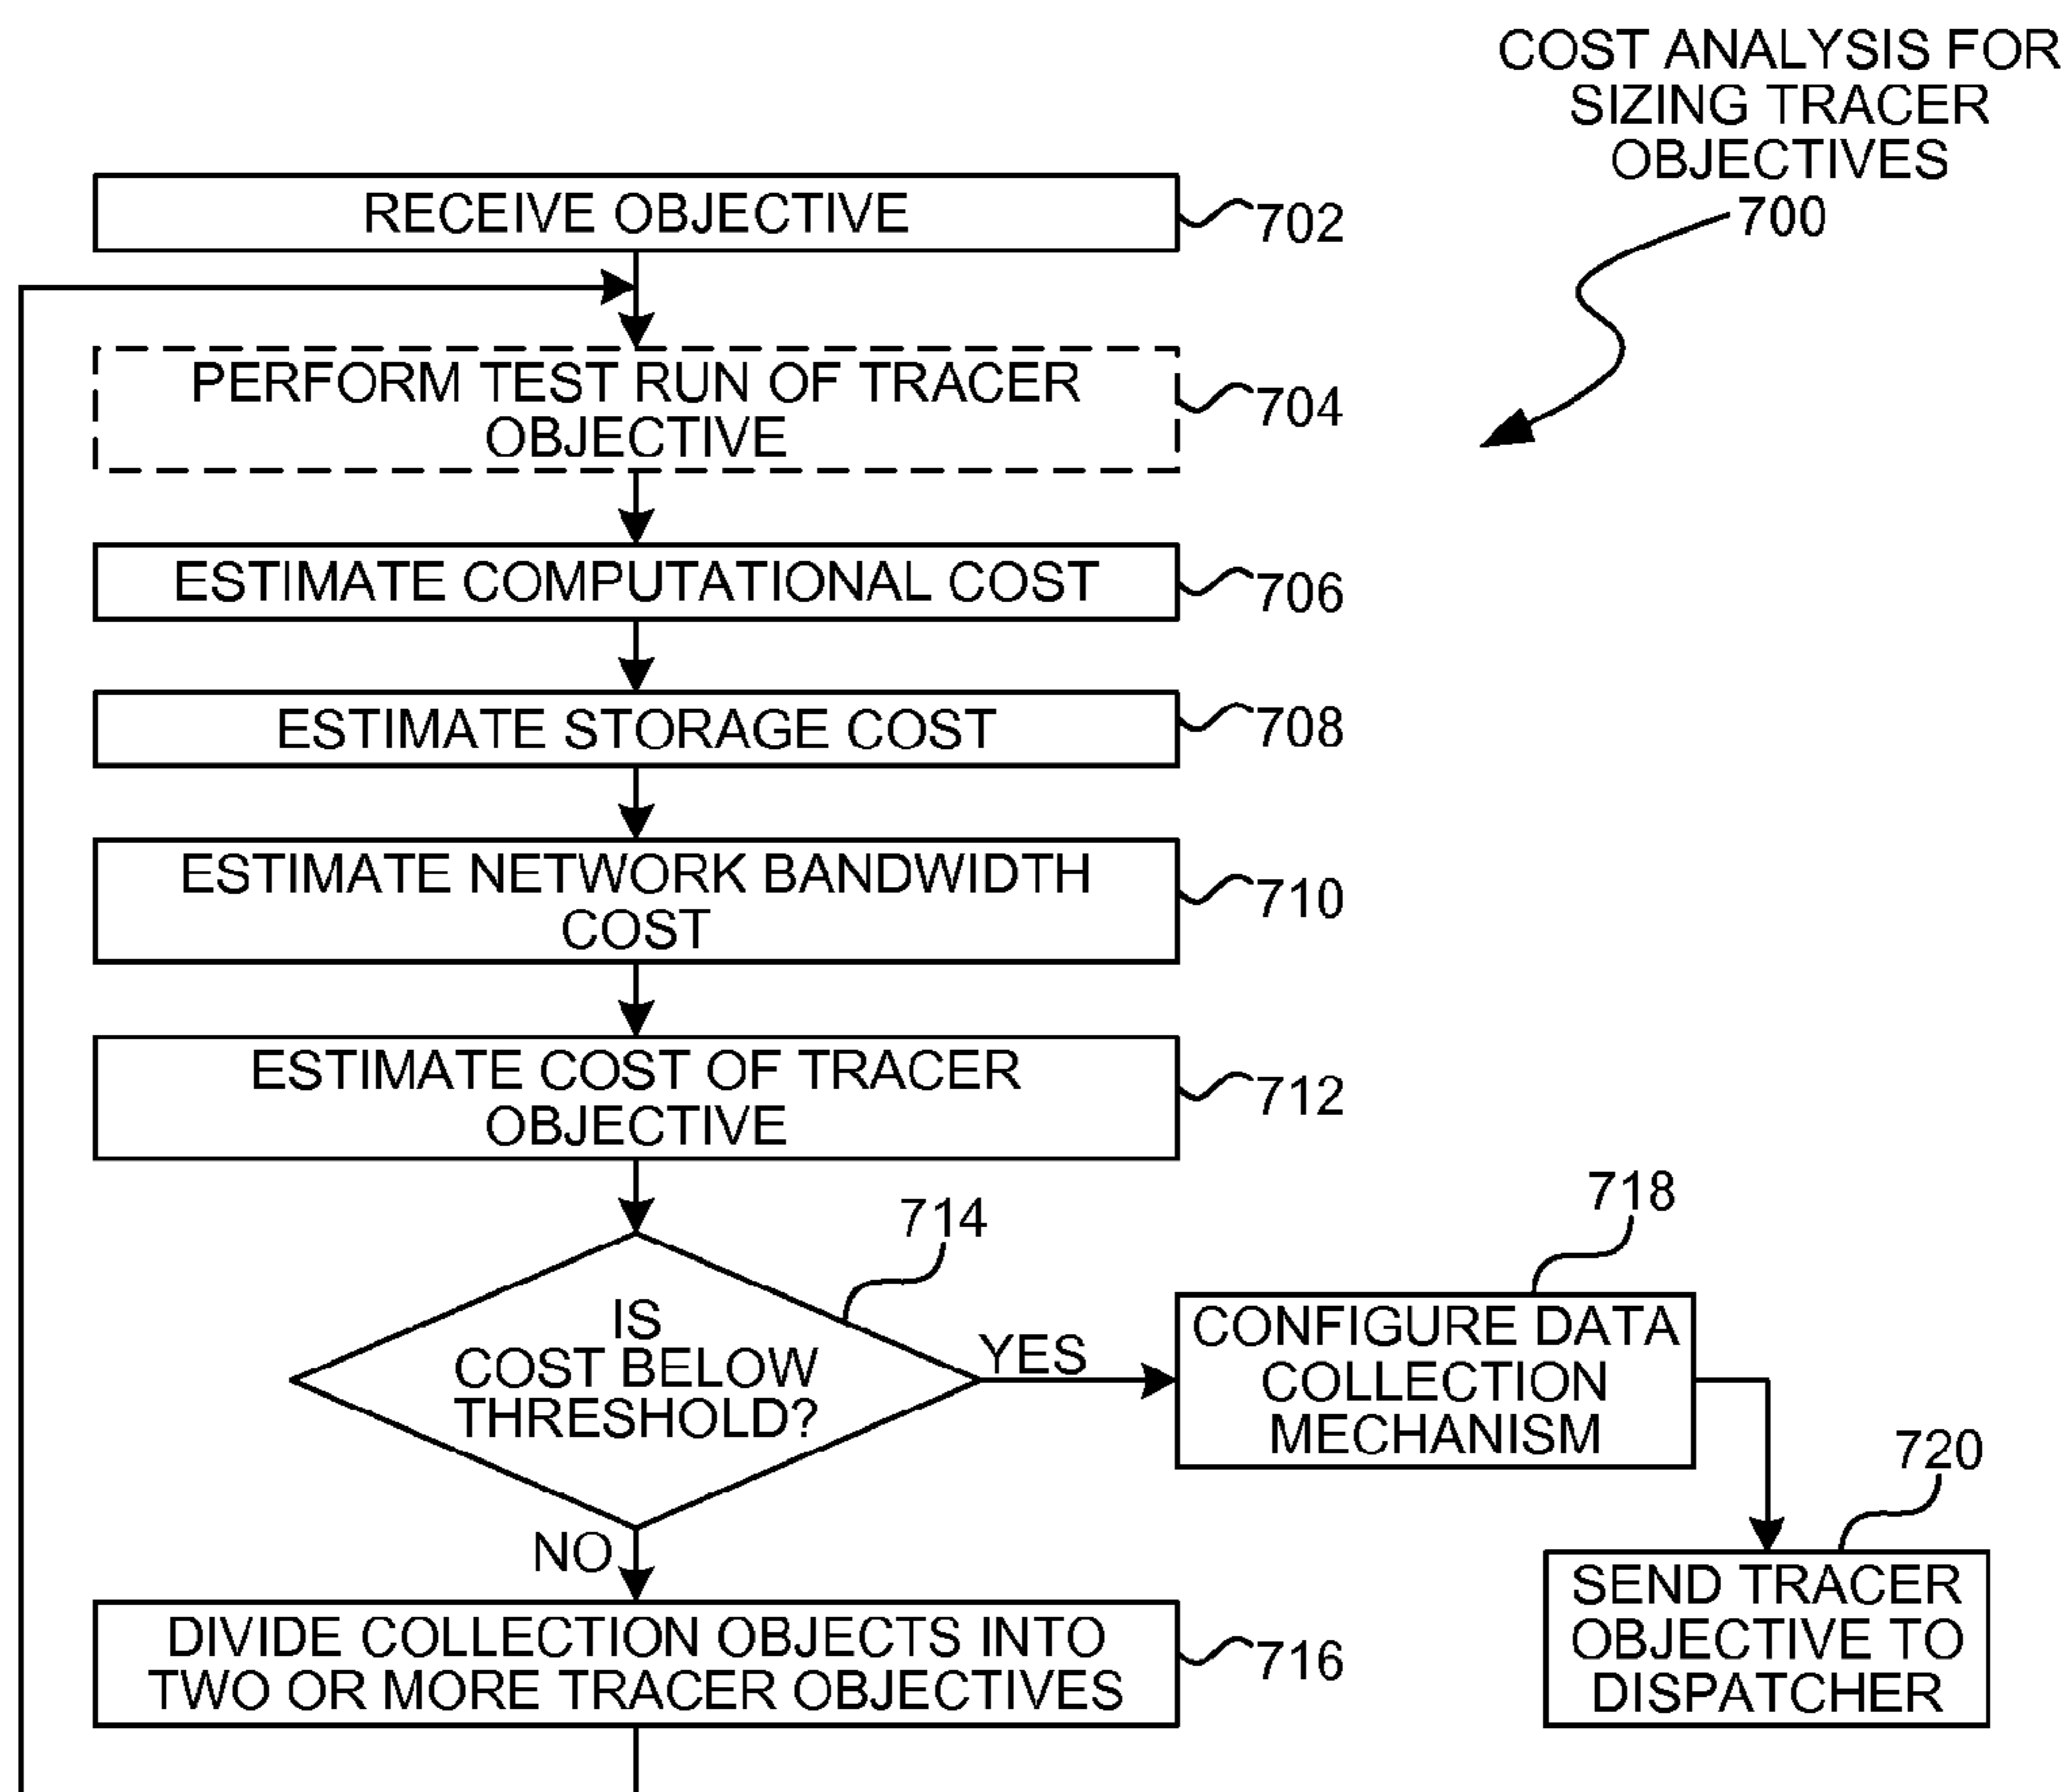 COST ANALYSIS FOR
SIZING TRACER
OBJECTIVES
700
RECEIVE OBJECTIVE
702
PERFORM TEST RUN OF TRACER
OBJECTIVE
704
ESTIMATE COMPUTATIONAL COST
706
ESTIMATE STORAGE COST
708
ESTIMATE NETWORK BANDWIDTH
COST
710
ESTIMATE COST OF TRACER
OBJECTIVE
712
714
IS
COST BELOW
THRESHOLD?
YES
NO
718
CONFIGURE DATA
COLLECTION
MECHANISM
720
SEND TRACER
OBJECTIVE TO
DISPATCHER
DIVIDE COLLECTION OBJECTS INTO
TWO OR MORE TRACER OBJECTIVES
716